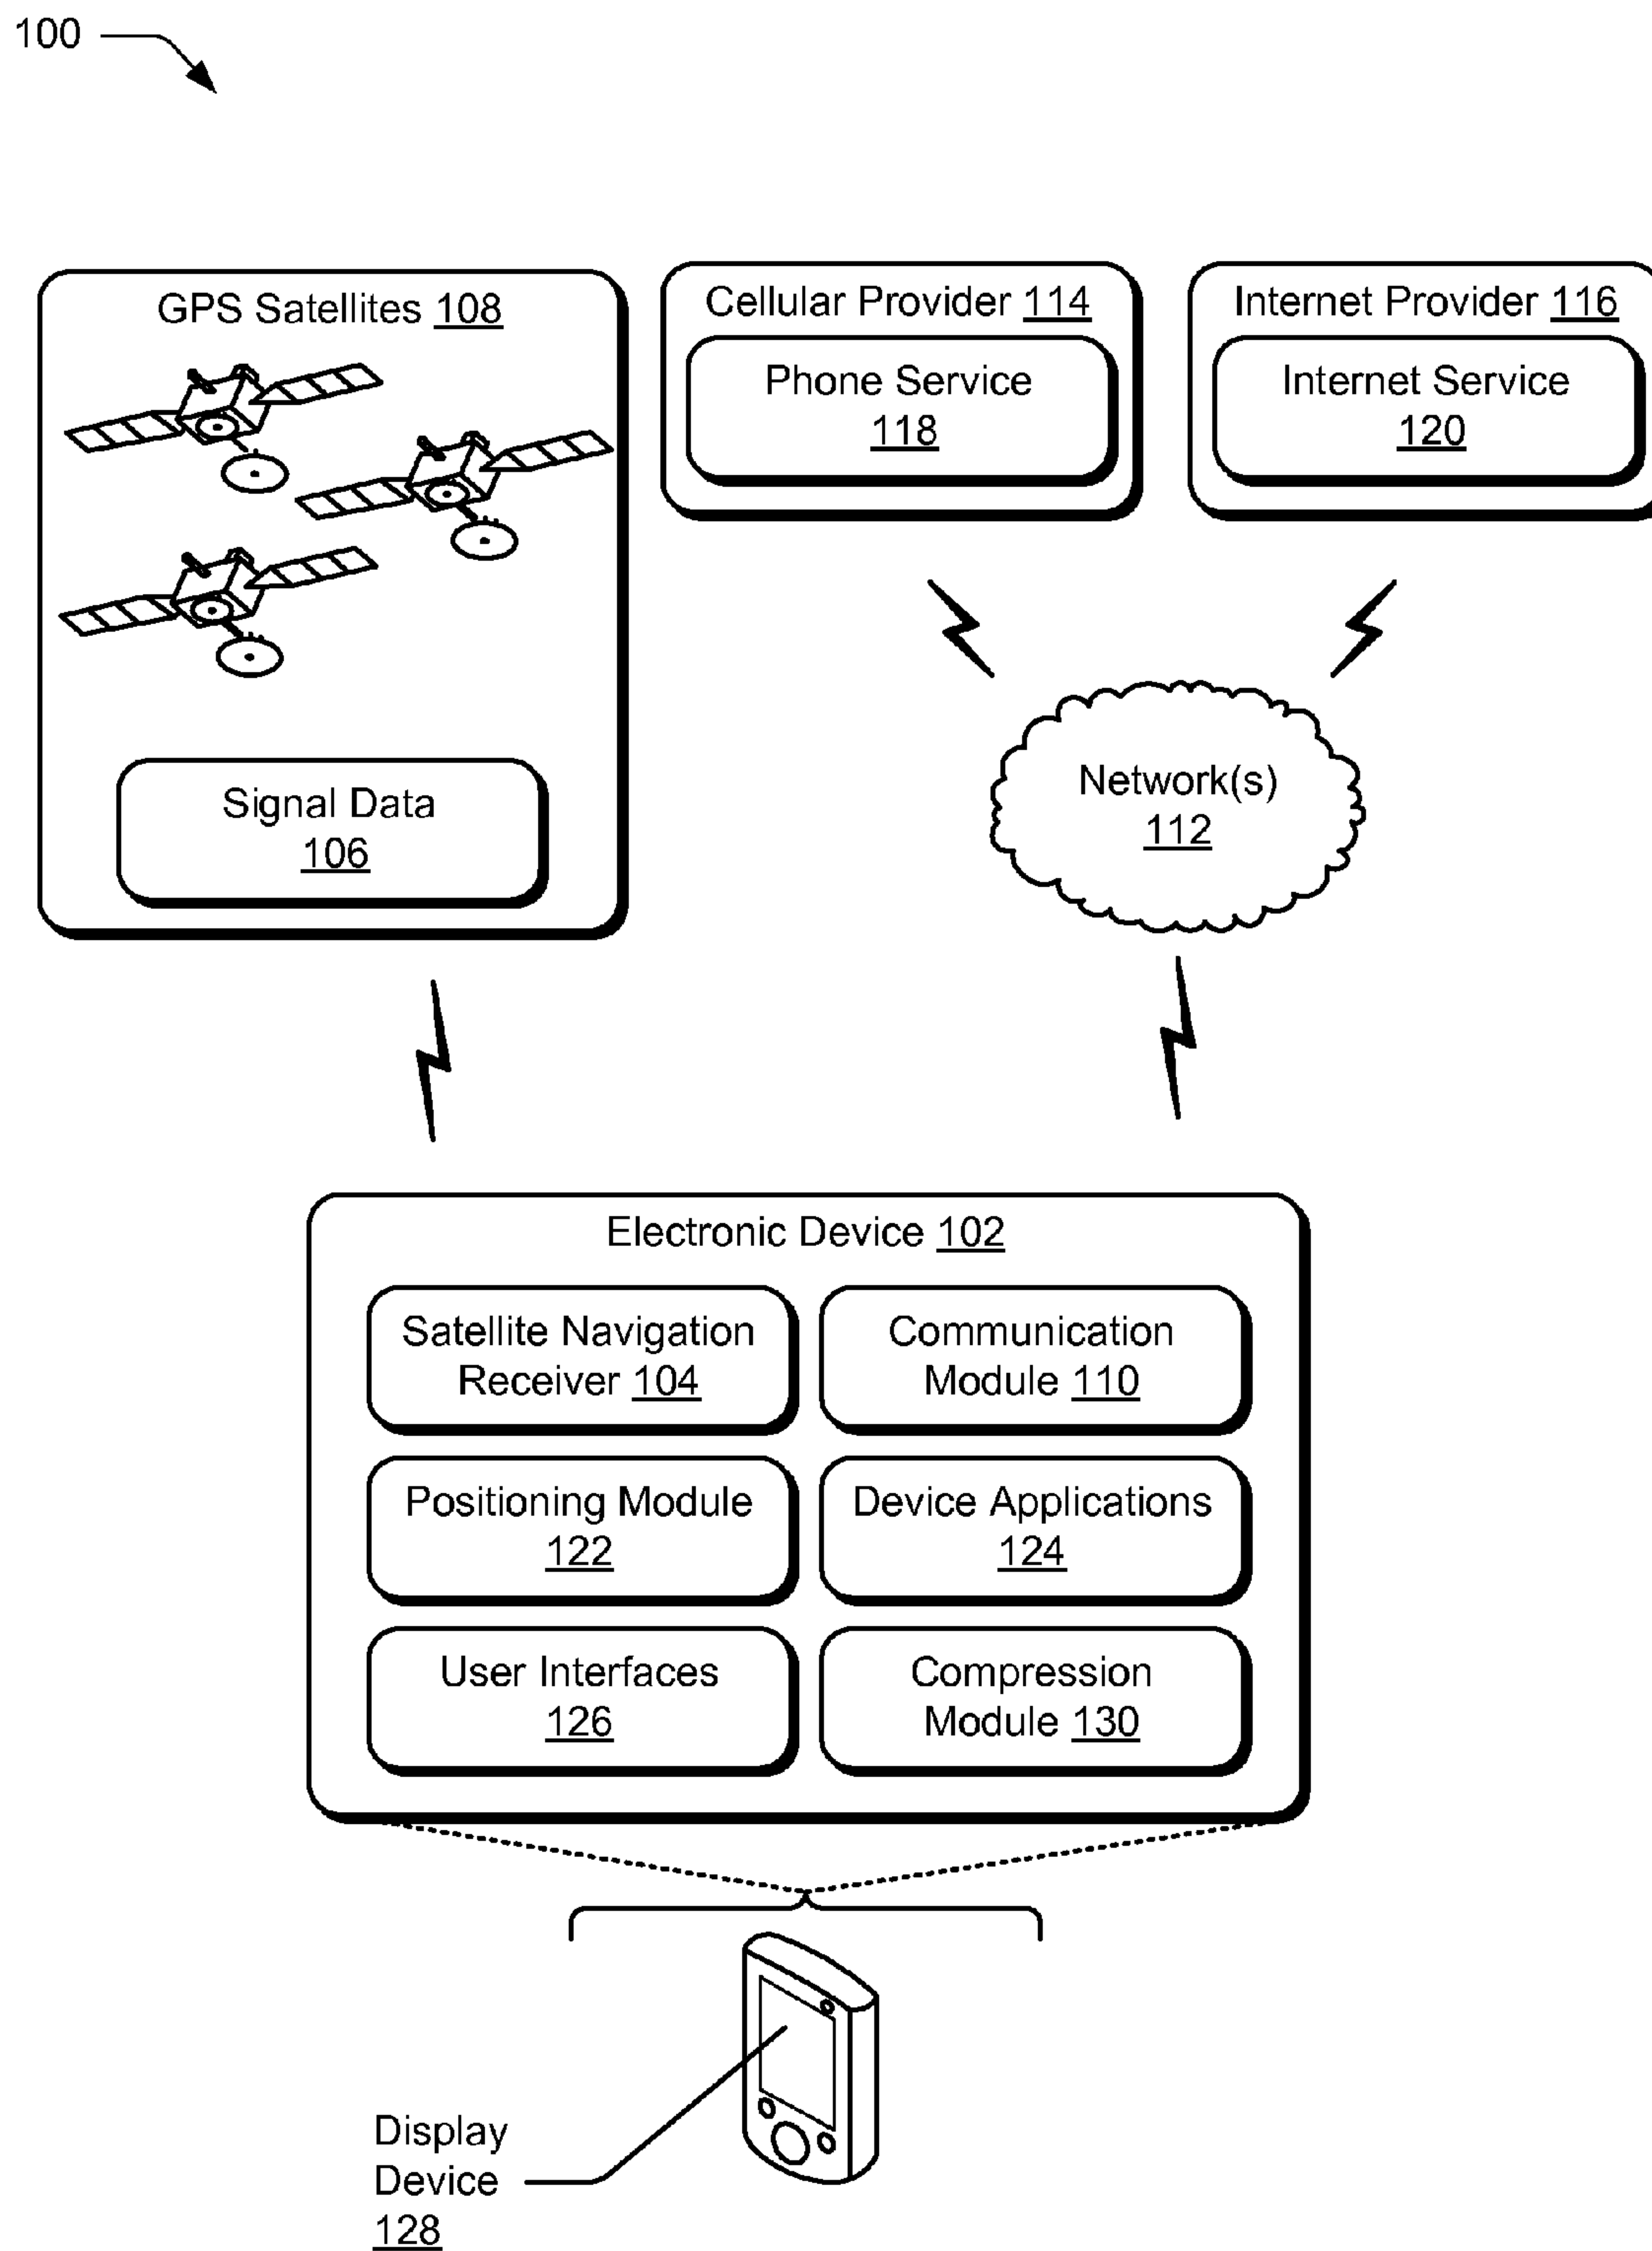 100
GPS Satellites 108
Signal Data
106
Cellular Provider 114
Phone Service
118
Internet Provider 116
Internet Service
120
Network(s)
112
Electronic Device 102
Satellite Navigation
Receiver 104
Communication
Module 110
Positioning Module
122
Device Applications
124
User Interfaces
126
Compression
Module 130
Display
Device
128